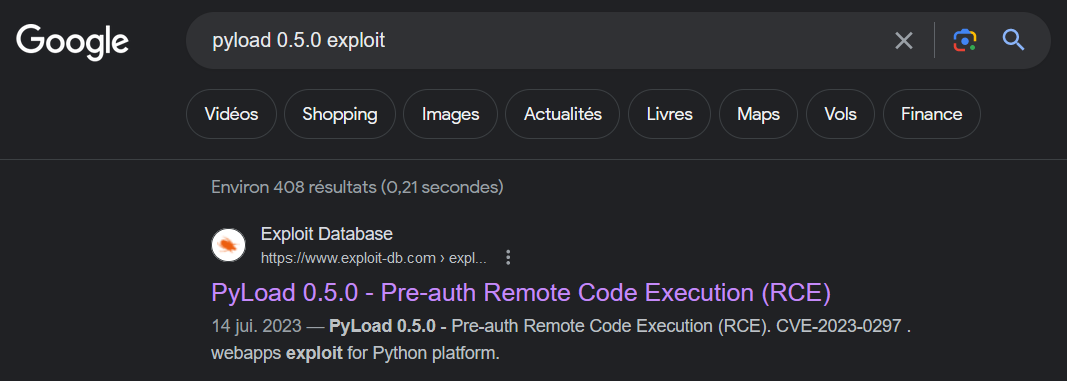 Google
pyload 0.5.0 exploit
Vidéos
Shopping
Images
Actualités
Livres
Maps
Vols
Finance
Environ 408 résultats (0,21 secondes)
Exploit Database
https://www.exploit-db.com › expl...
PyLoad 0.5.0 - Pre-auth Remote Code Execution (RCE)
14 jui. 2023 — PyLoad 0.5.0 - Pre-auth Remote Code Execution (RCE). CVE-2023-0297 .
webapps exploit for Python platform.